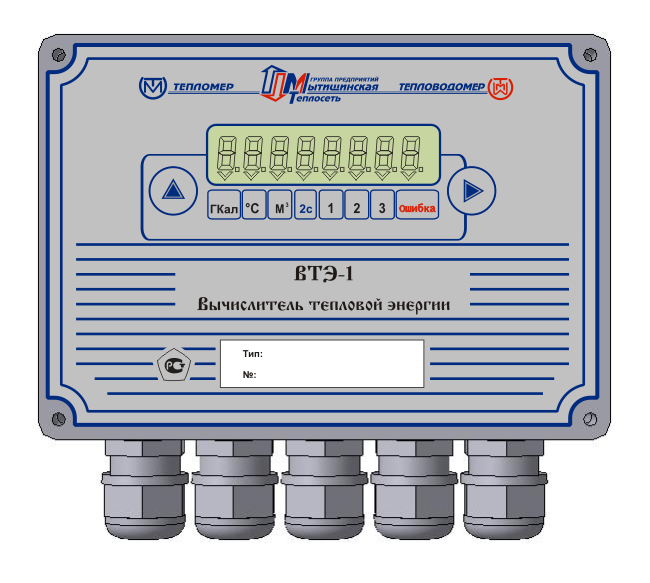 ТЕПЛОМЕР
ГРУППА ПРЕДПРИЯТИЙ
Мытищинская
Теплосеть
ТЕПЛОВОДОМЕР
ГКал °C М³ 2с 1 2 3 Ошибка
ВТЭ-1
Вычислитель тепловой энергии
Тип:
№: